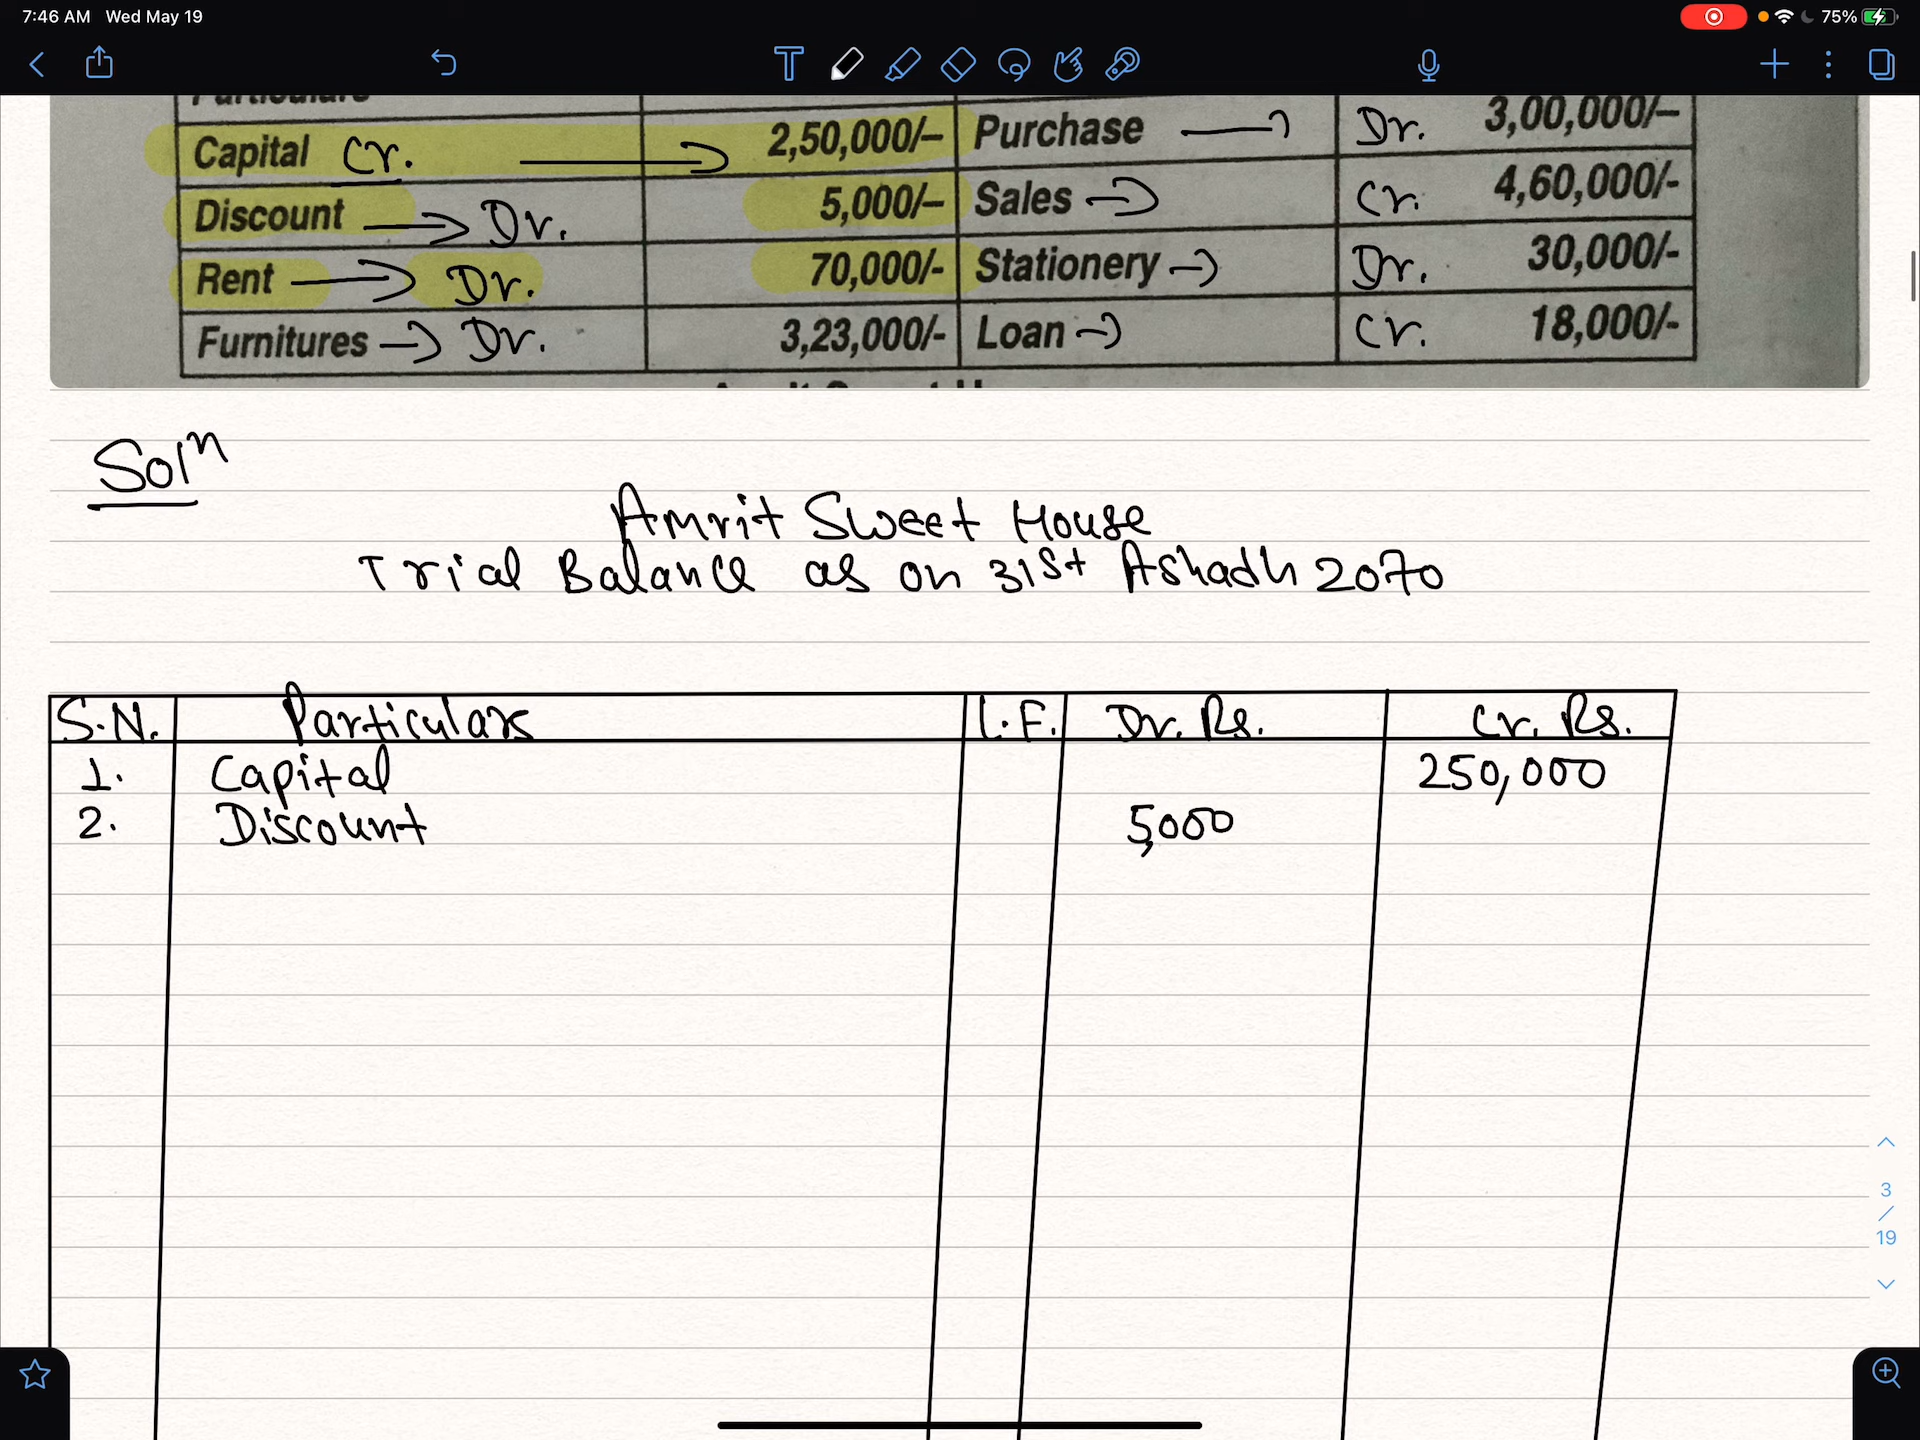 7:46 AM Wed May 19 75%
Particulars
Capital Cr. 2,50,000/- Purchase Dr. 3,00,000/-
Discount Dr. 5,000/- Sales Cr. 4,60,000/-
Rent Dr. 70,000/- Stationery Dr. 30,000/-
Furnitures Dr. 3,23,000/- Loan Cr. 18,000/-
Soln
Amrit Sweet House
Trial Balance as on 31st Ashadh 2070
S.N. Particulars L.F. Dr. Rs. Cr. Rs.
1. Capital 250,000
2. Discount 5,000
3
/
19